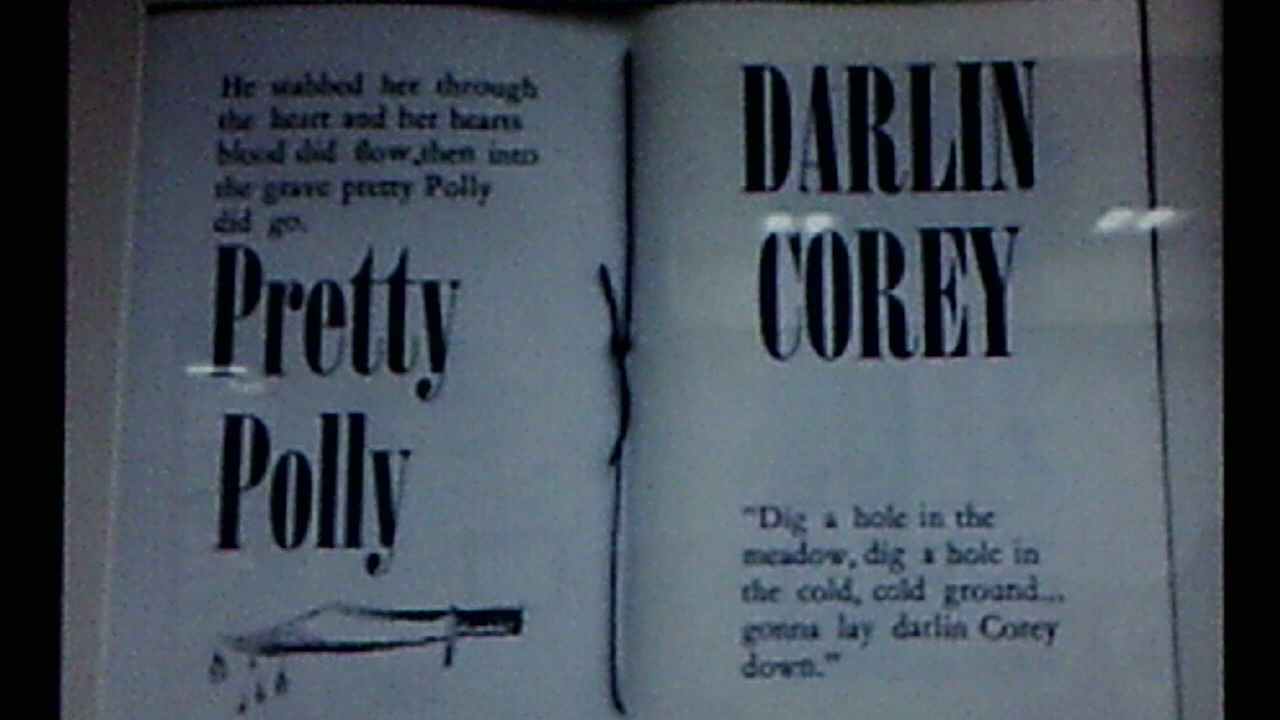 He stabbed her through
the heart and her hearts
blood did flow,then into
the grave pretty Polly
did go.
Pretty
Polly
DARLIN
COREY
"Dig a hole in the
meadow, dig a hole in
the cold, cold ground...
gonna lay darlin Corey
down."